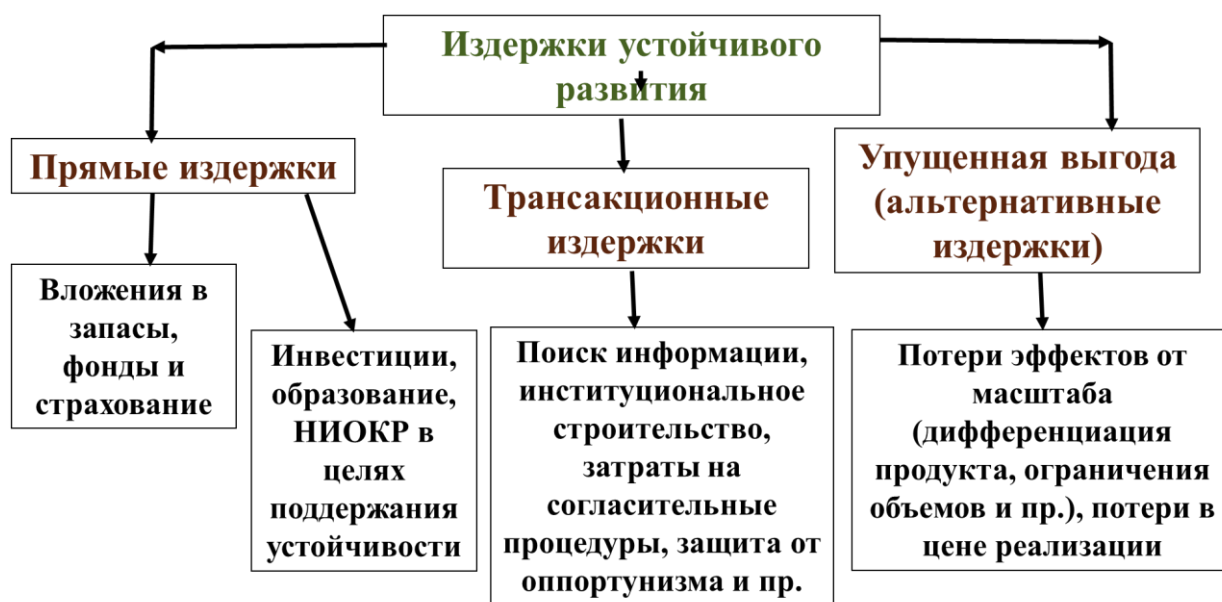 Издержки устойчивого
развития
Прямые издержки
Трансакционные
издержки
Упущенная выгода
(альтернативные
издержки)
Вложения в
запасы,
фонды и
страхование
Инвестиции,
образование,
НИОКР в
целях
поддержания
устойчивости
Поиск информации,
институциональное
строительство,
затраты на
согласительные
процедуры, защита от
оппортунизма и пр.
Потери эффектов от
масштаба
(дифференциация
продукта, ограничения
объемов и пр.), потери в
цене реализации